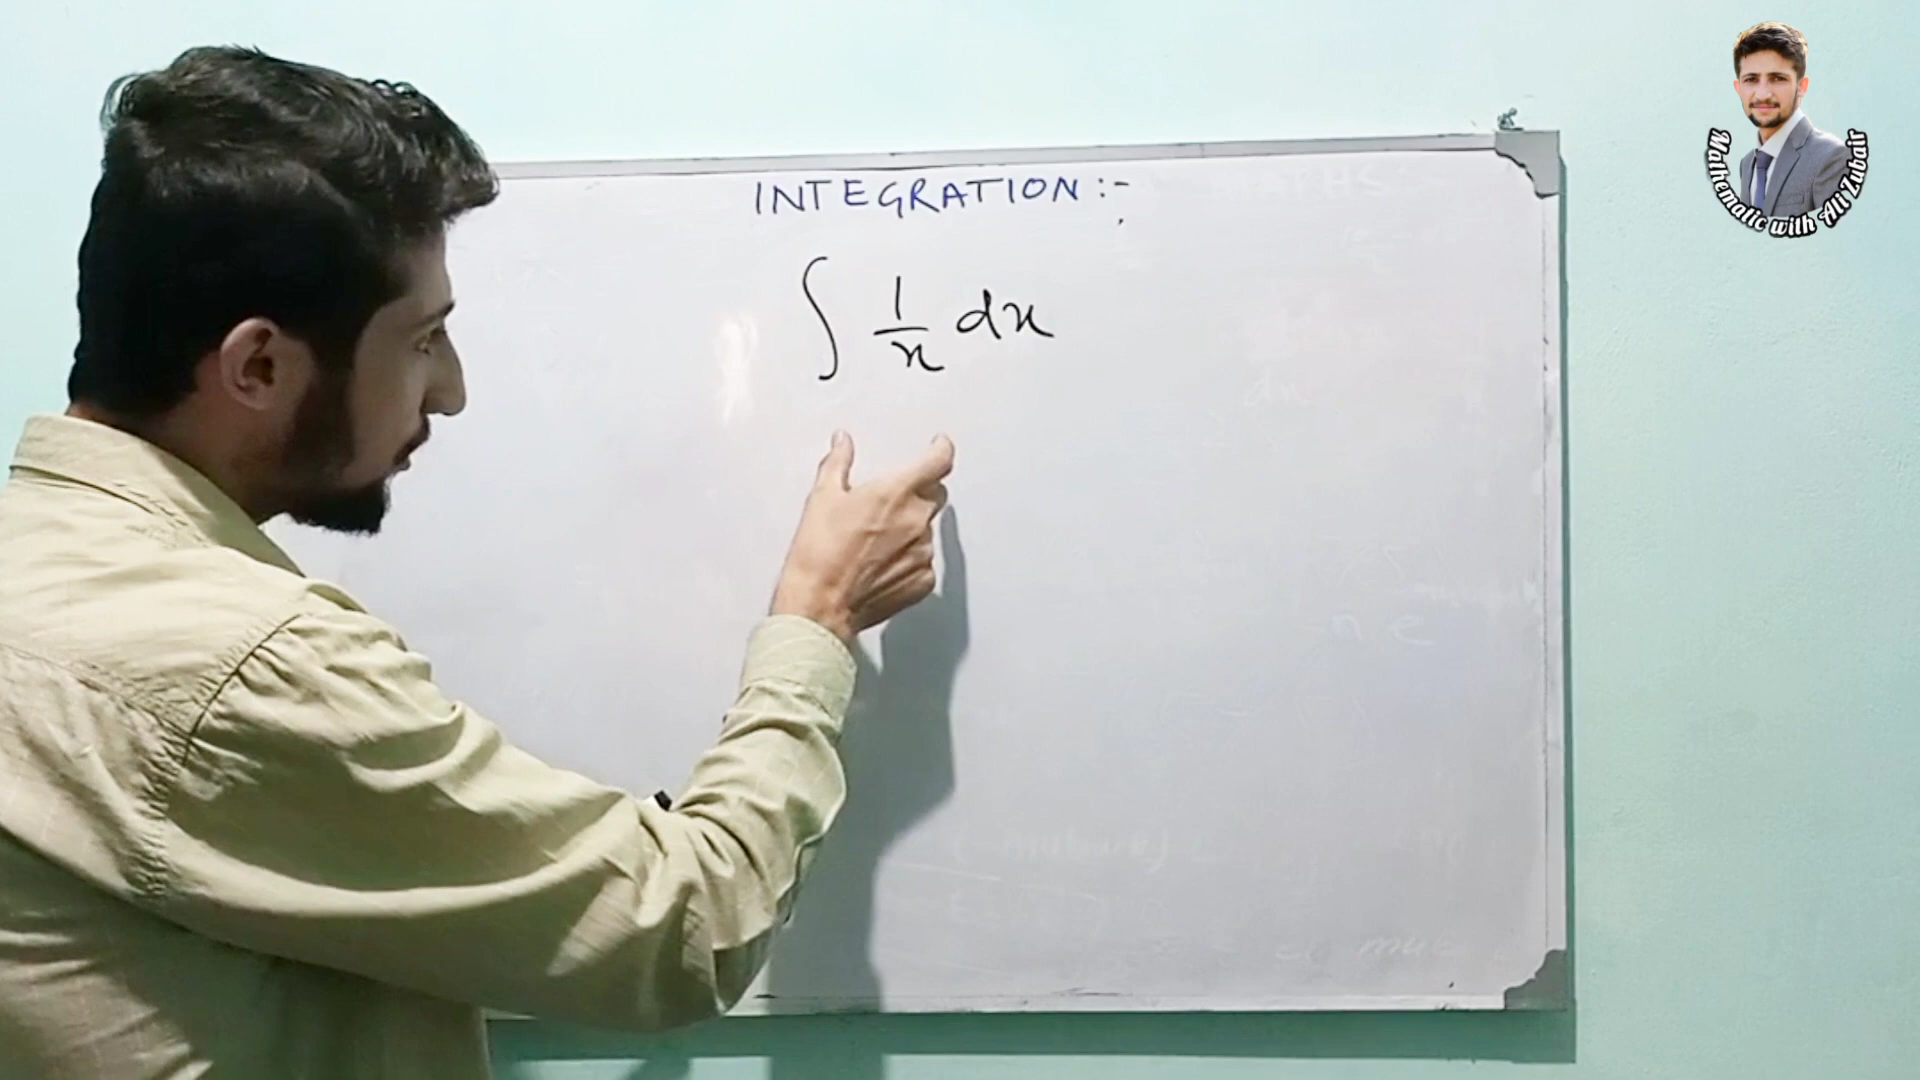 INTEGRATION :-
∫ 1/x dx
Mathematic with Ali Zubair